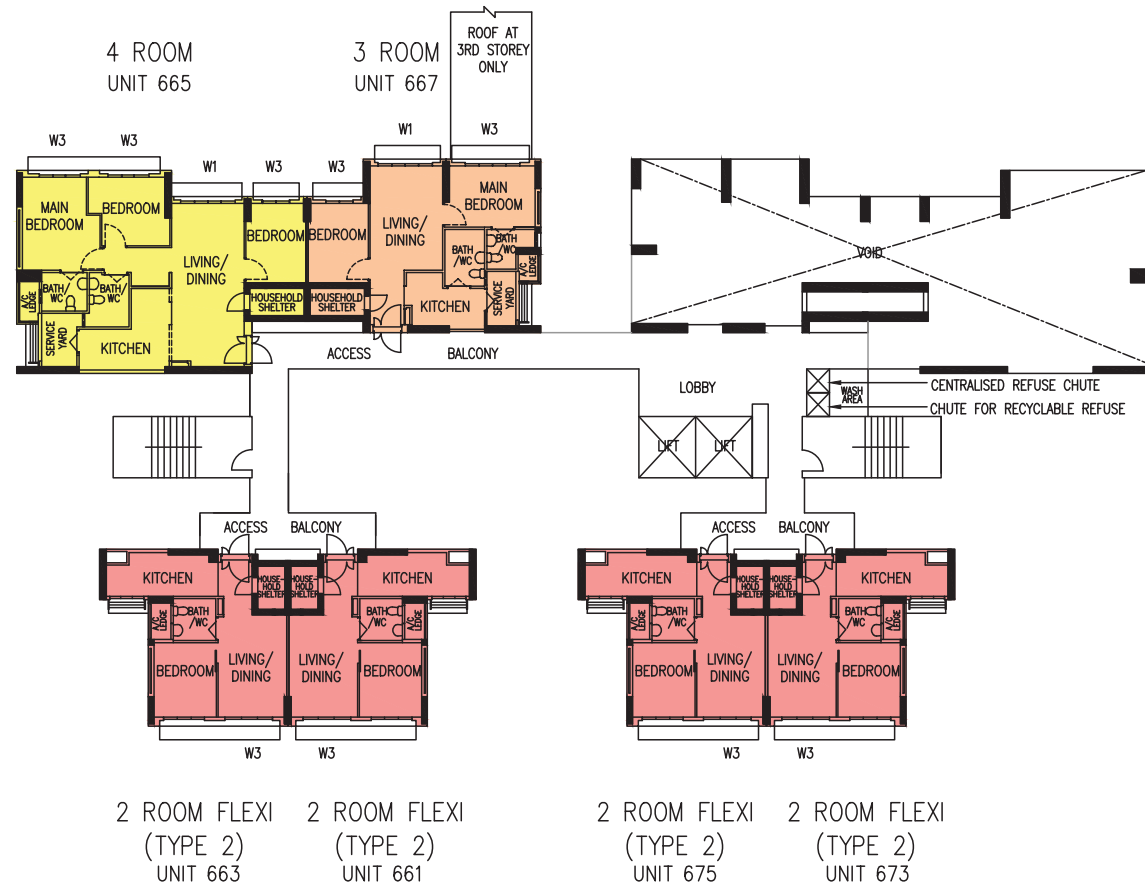 4 ROOM
UNIT 665
3 ROOM
UNIT 667
ROOF AT
3RD STOREY
ONLY
W3
W3
W1
W3
W3
W1
W3
MAIN
BEDROOM
BEDROOM
LIVING/
DINING
BEDROOM
BATH/
WC
BATH/
WC
A/C
LEDGE
SERVICE
YARD
KITCHEN
HOUSEHOLD
SHELTER
BEDROOM
LIVING/
DINING
MAIN
BEDROOM
BATH
/WC
BATH
/WC
A/C
LEDGE
KITCHEN
SERVICE
YARD
HOUSEHOLD
SHELTER
VOID
ACCESS
BALCONY
LOBBY
LIFT
LIFT
WASH
AREA
CENTRALISED REFUSE CHUTE
CHUTE FOR RECYCLABLE REFUSE
ACCESS
BALCONY
ACCESS
BALCONY
KITCHEN
HOUSE-
HOLD
SHELTER
HOUSE-
HOLD
SHELTER
KITCHEN
A/C
LEDGE
BATH
/WC
BATH
/WC
A/C
LEDGE
BEDROOM
LIVING/
DINING
LIVING/
DINING
BEDROOM
W3
W3
KITCHEN
HOUSE-
HOLD
SHELTER
HOUSE-
HOLD
SHELTER
KITCHEN
A/C
LEDGE
BATH
/WC
BATH
/WC
A/C
LEDGE
BEDROOM
LIVING/
DINING
LIVING/
DINING
BEDROOM
W3
W3
2 ROOM FLEXI
(TYPE 2)
UNIT 663
2 ROOM FLEXI
(TYPE 2)
UNIT 661
2 ROOM FLEXI
(TYPE 2)
UNIT 675
2 ROOM FLEXI
(TYPE 2)
UNIT 673